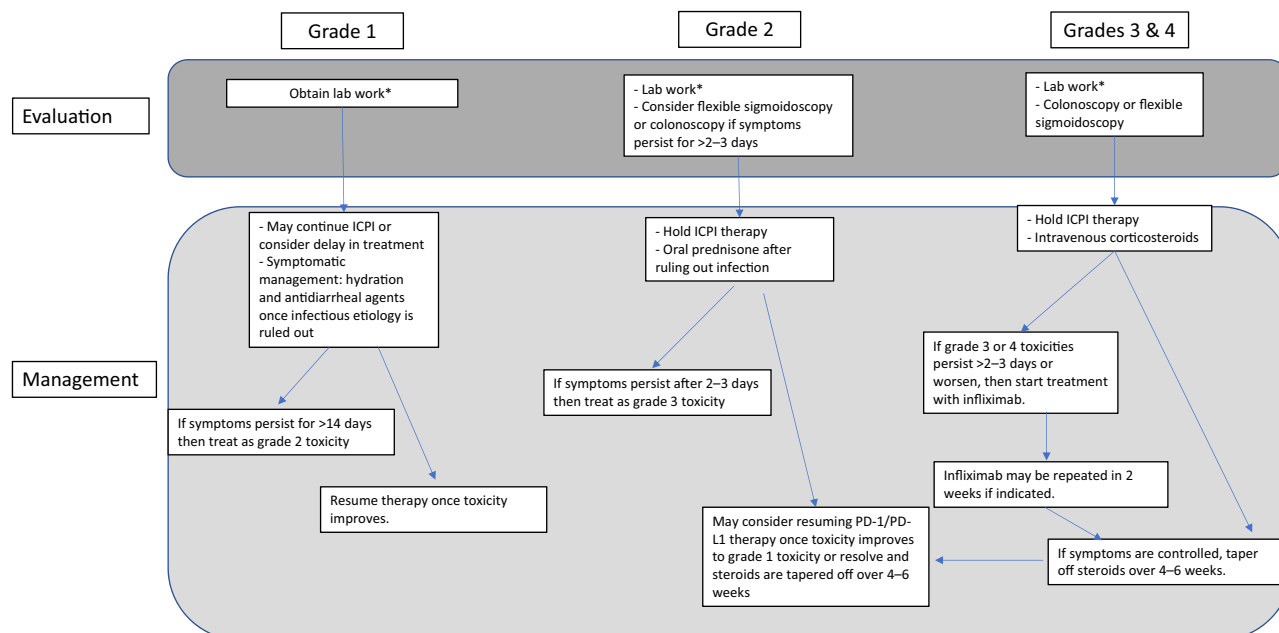 Grade 1
Grade 2
Grades 3 & 4
Evaluation
Obtain lab work*
- Lab work*
- Consider flexible sigmoidoscopy
or colonoscopy if symptoms
persist for >2–3 days
- Lab work*
- Colonoscopy or flexible
sigmoidoscopy
Management
- May continue ICPI or
consider delay in treatment
- Symptomatic
management: hydration
and antidiarrheal agents
once infectious etiology is
ruled out
- Hold ICPI therapy
- Oral prednisone after
ruling out infection
- Hold ICPI therapy
- Intravenous corticosteroids
If symptoms persist for >14 days
then treat as grade 2 toxicity
Resume therapy once toxicity
improves.
If symptoms persist after 2–3 days
then treat as grade 3 toxicity
If grade 3 or 4 toxicities
persist >2–3 days or
worsen, then start treatment
with infliximab.
Infliximab may be repeated in 2
weeks if indicated.
May consider resuming PD-1/PD-
L1 therapy once toxicity improves
to grade 1 toxicity or resolve and
steroids are tapered off over 4–6
weeks
If symptoms are controlled, taper
off steroids over 4–6 weeks.